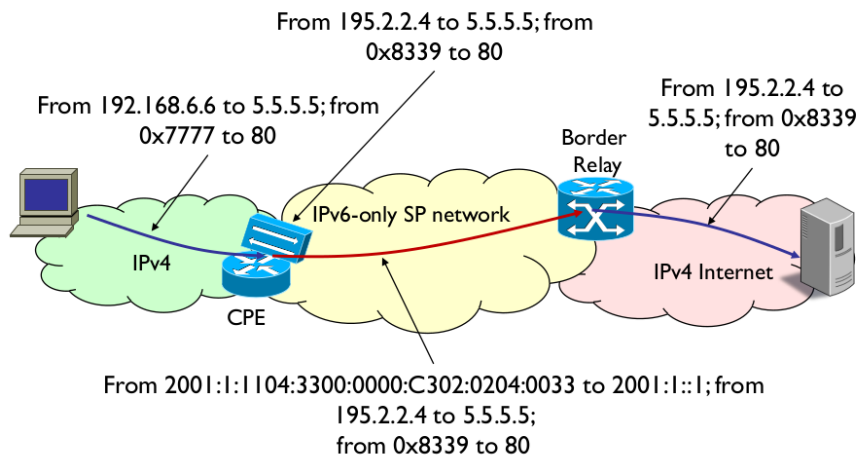 From 195.2.2.4 to 5.5.5.5; from
0x8339 to 80
From 192.168.6.6 to 5.5.5.5; from
0x7777 to 80
From 195.2.2.4 to
5.5.5.5; from 0x8339
to 80
Border
Relay
IPv6-only SP network
IPv4
IPv4 Internet
CPE
From 2001:1:1104:3300:0000:C302:0204:0033 to 2001:1::1; from
195.2.2.4 to 5.5.5.5;
from 0x8339 to 80